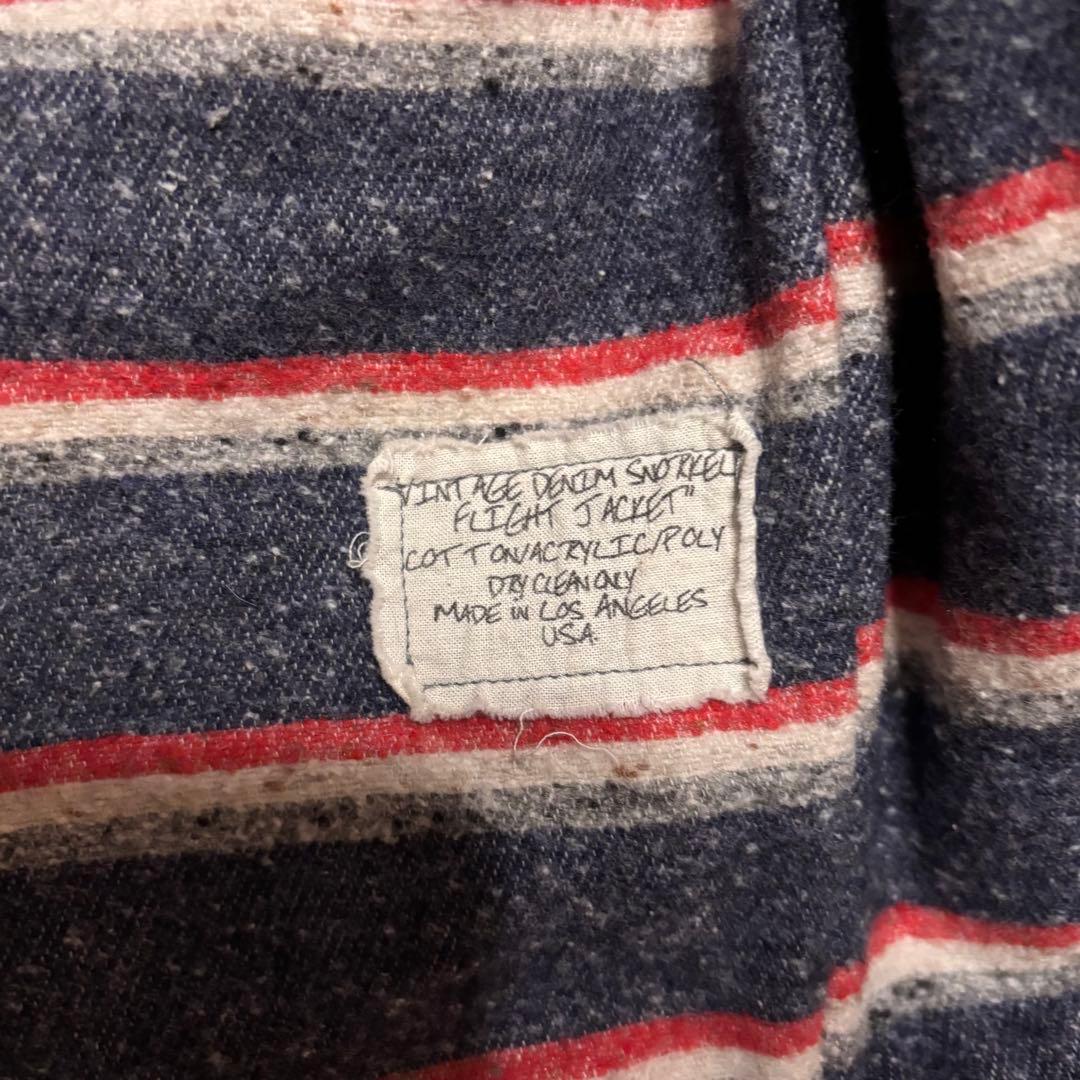 "VINTAGE DENIM SNORKEL
FLIGHT JACKET"
COTTON/ACRYLIC/POLY
DRY CLEAN ONLY
MADE IN LOS ANGELES
USA